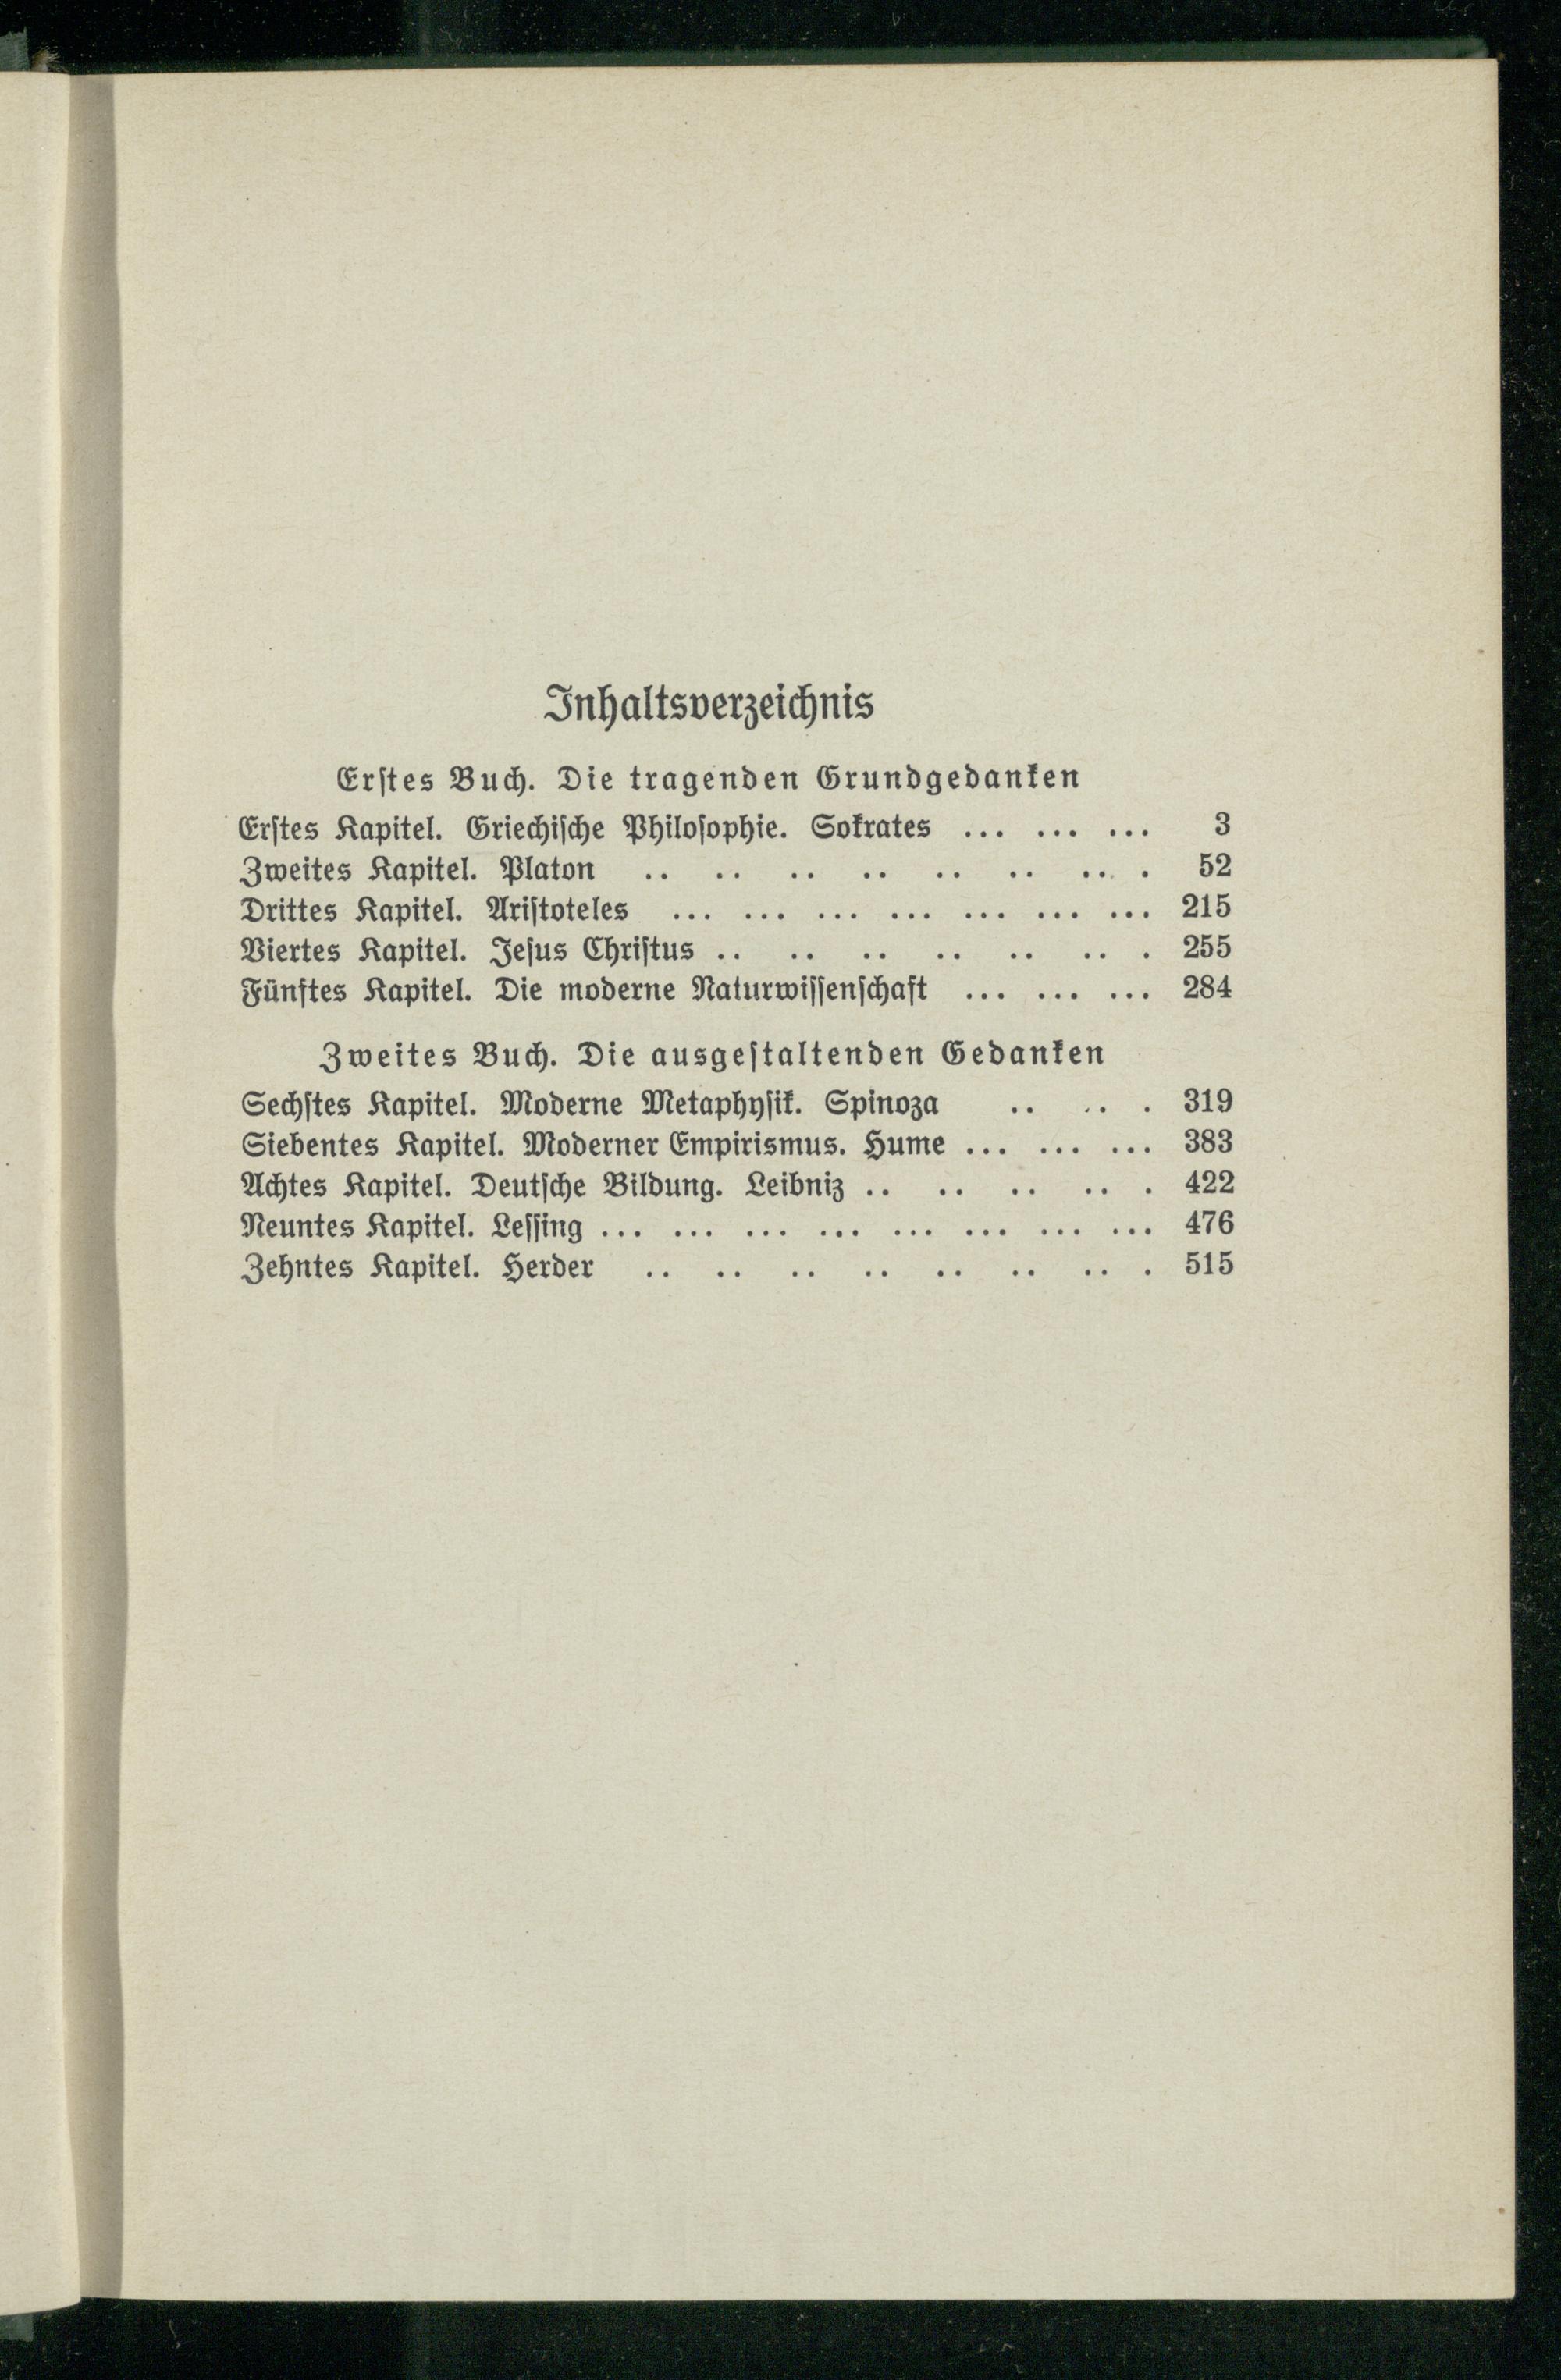 Inhaltsverzeichnis
Erstes Buch. Die tragenden Grundgedanken
Erstes Kapitel. Griechische Philosophie. Sokrates ... ... ... 3
Zweites Kapitel. Platon .. .. .. .. .. .. .. . 52
Drittes Kapitel. Aristoteles ... ... ... ... ... ... ... 215
Viertes Kapitel. Jesus Christus .. .. .. .. .. .. . 255
Fünftes Kapitel. Die moderne Naturwissenschaft ... ... ... 284
Zweites Buch. Die ausgestaltenden Gedanken
Sechstes Kapitel. Moderne Metaphysik. Spinoza .. .. . 319
Siebentes Kapitel. Moderner Empirismus. Hume ... ... ... 383
Achtes Kapitel. Deutsche Bildung. Leibniz .. .. .. .. . 422
Neuntes Kapitel. Lessing ... ... ... ... ... ... ... ... 476
Zehntes Kapitel. Herder .. .. .. .. .. .. .. . 515